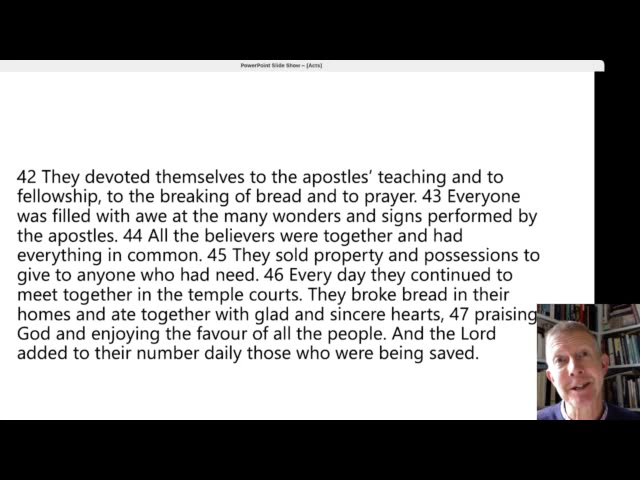 PowerPoint Slide Show – [Acts]
42 They devoted themselves to the apostles’ teaching and to
fellowship, to the breaking of bread and to prayer. 43 Everyone
was filled with awe at the many wonders and signs performed by
the apostles. 44 All the believers were together and had
everything in common. 45 They sold property and possessions to
give to anyone who had need. 46 Every day they continued to
meet together in the temple courts. They broke bread in their
homes and ate together with glad and sincere hearts, 47 praising
God and enjoying the favour of all the people. And the Lord
added to their number daily those who were being saved.